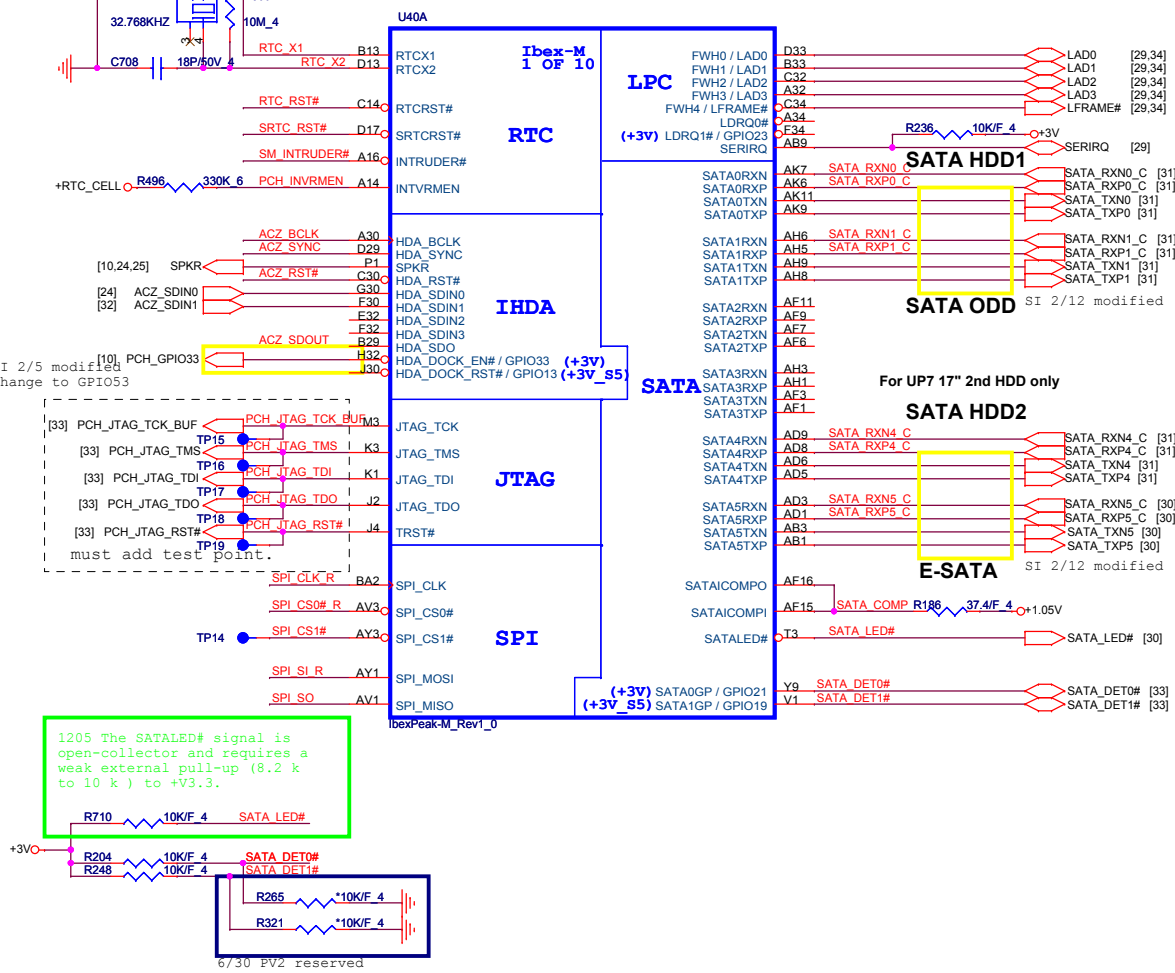 U40A
32.768KHZ
10M_4
3
4
C708
18P/50V_4
RTC_X1
B13
RTCX1
RTC_X2
D13
RTCX2
RTC_RST#
C14
RTCRST#
SRTC_RST#
D17
SRTCRST#
SM_INTRUDER#
A16
INTRUDER#
+RTC_CELL
R496
330K_6
PCH_INVRMEN
A14
INTVRMEN
Ibex-M
1 OF 10
RTC
LPC
(+3V)
FWH0 / LAD0
D33
LAD0
[29,34]
FWH1 / LAD1
B33
LAD1
[29,34]
FWH2 / LAD2
C32
LAD2
[29,34]
FWH3 / LAD3
A32
LAD3
[29,34]
FWH4 / LFRAME#
C34
LFRAME#
[29,34]
LDRQ0#
A34
LDRQ1# / GPIO23
F34
SERIRQ
AB9
R236
10K/F_4
+3V
SERIRQ
[29]
SATA HDD1
ACZ_BCLK
A30
HDA_BCLK
ACZ_SYNC
D29
HDA_SYNC
[10,24,25]
SPKR
P1
SPKR
ACZ_RST#
C30
HDA_RST#
[24]
ACZ_SDIN0
G30
HDA_SDIN0
[32]
ACZ_SDIN1
F30
HDA_SDIN1
E32
HDA_SDIN2
F32
HDA_SDIN3
ACZ_SDOUT
B29
HDA_SDO
[10]
PCH_GPIO33
H32
HDA_DOCK_EN# / GPIO33
(+3V)
J30
HDA_DOCK_RST# / GPIO13
(+3V_S5)
I 2/5 modified
hange to GPIO53
IHDA
SATA
SATA0RXN
AK7
SATA_RXN0_C
SATA_RXN0_C [31]
SATA0RXP
AK6
SATA_RXP0_C
SATA_RXP0_C [31]
SATA0TXN
AK11
SATA_TXN0 [31]
SATA0TXP
AK9
SATA_TXP0 [31]
SATA1RXN
AH6
SATA_RXN1_C
SATA_RXN1_C [31]
SATA1RXP
AH5
SATA_RXP1_C
SATA_RXP1_C [31]
SATA1TXN
AH9
SATA_TXN1 [31]
SATA1TXP
AH8
SATA_TXP1 [31]
SATA ODD
SI 2/12 modified
SATA2RXN
AF11
SATA2RXP
AF9
SATA2TXN
AF7
SATA2TXP
AF6
SATA3RXN
AH3
SATA3RXP
AH1
SATA3TXN
AF3
SATA3TXP
AF1
For UP7 17" 2nd HDD only
SATA HDD2
SATA4RXN
AD9
SATA_RXN4_C
SATA_RXN4_C [31]
SATA4RXP
AD8
SATA_RXP4_C
SATA_RXP4_C [31]
SATA4TXN
AD6
SATA_TXN4 [31]
SATA4TXP
AD5
SATA_TXP4 [31]
SATA5RXN
AD3
SATA_RXN5_C
SATA_RXN5_C [30]
SATA5RXP
AD1
SATA_RXP5_C
SATA_RXP5_C [30]
SATA5TXN
AB3
SATA_TXN5 [30]
SATA5TXP
AB1
SATA_TXP5 [30]
E-SATA
SI 2/12 modified
[33] PCH_JTAG_TCK_BUF
PCH_JTAG_TCK_BUF
M3
JTAG_TCK
TP15
[33] PCH_JTAG_TMS
PCH_JTAG_TMS
K3
JTAG_TMS
TP16
[33] PCH_JTAG_TDI
PCH_JTAG_TDI
K1
JTAG_TDI
TP17
[33] PCH_JTAG_TDO
PCH_JTAG_TDO
J2
JTAG_TDO
TP18
[33] PCH_JTAG_RST#
PCH_JTAG_RST#
J4
TRST#
TP19
must add test point.
JTAG
SPI_CLK_R
BA2
SPI_CLK
SPI_CS0#_R
AV3
SPI_CS0#
TP14
SPI_CS1#
AY3
SPI_CS1#
SPI_SI_R
AY1
SPI_MOSI
SPI_SO
AV1
SPI_MISO
SPI
SATAICOMPO
AF16
SATAICOMPI
AF15
SATA_COMP
R186
37.4/F_4
+1.05V
SATALED#
T3
SATA_LED#
SATA_LED# [30]
(+3V)
SATA0GP / GPIO21
Y9
SATA_DET0#
SATA_DET0# [33]
(+3V_S5)
SATA1GP / GPIO19
V1
SATA_DET1#
SATA_DET1# [33]
IbexPeak-M_Rev1_0
1205 The SATALED# signal is
open-collector and requires a
weak external pull-up (8.2 k
to 10 k ) to +V3.3.
R710
10K/F_4
SATA_LED#
+3V
R204
10K/F_4
SATA_DET0#
R248
10K/F_4
SATA_DET1#
R265
*10K/F_4
R321
*10K/F_4
6/30 PV2 reserved